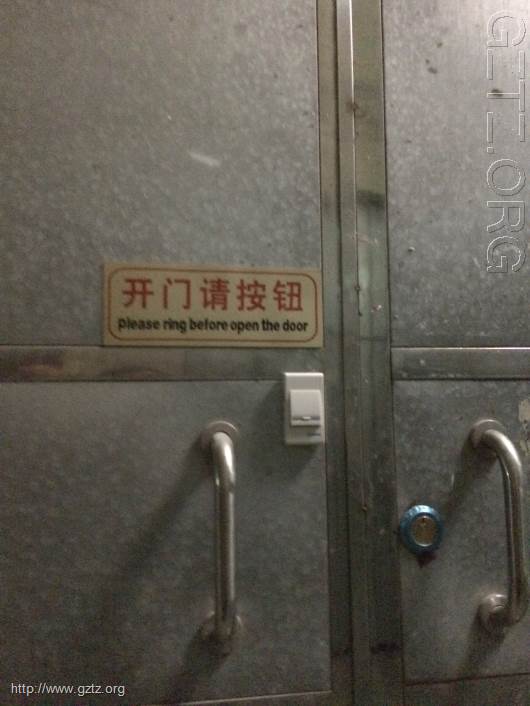 开门请按钮
please ring before open the door
GZTZ.ORG
http://www.gztz.org